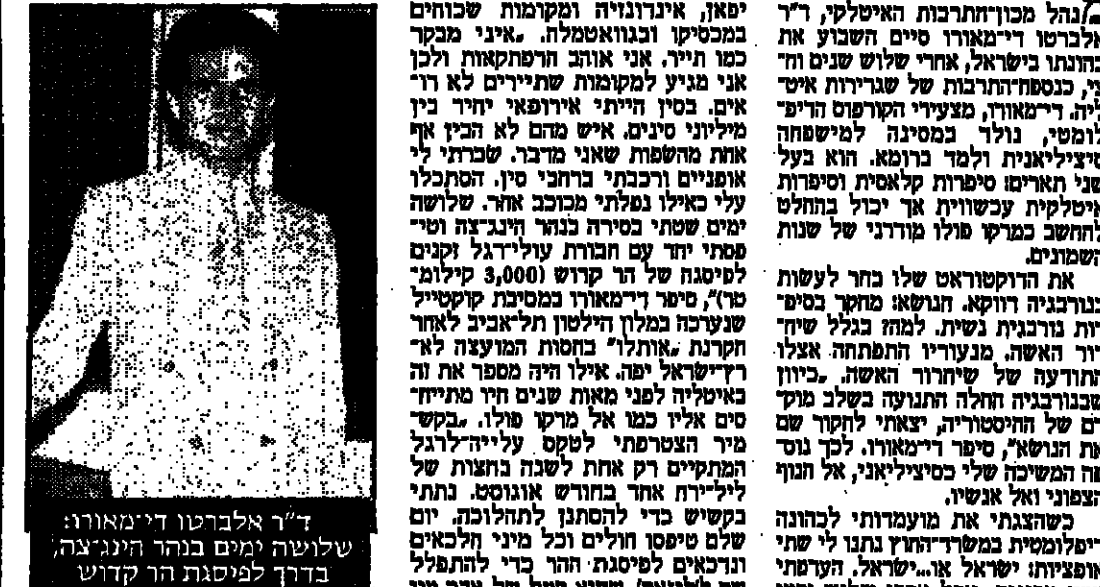 מנהל מכון־התרבות האיטלקי, ד״ר
אלברטו די־מאורו סיים השבוע את
כהונתו בישראל, אחרי שלוש שנים וח־
צי, כנספח־התרבות של שגרירות איט־
ליה. די־מאורו, מצעירי הקורפוס הדיפ־
לומטי, נולד במסינה למישפחה
סיציליאנית ולמד ברומא. הוא בעל
שני תארים: סיפרות קלאסית וסיפרות
איטלקית עכשווית אך יכול בהחלט
להחשב כמרקו פולו מודרני של שנות
השמונים.
את הדוקטוראט שלו בחר לעשות
בנורבגיה דווקא. הנושא: מחקר בסיפ־
רות נורבגית נשית. למה? בגלל שיח־
רור האשה. מנעוריו התפתחה אצלו
התודעה של שיחרור האשה. „כיוון
שבנורבגיה החלה התנועה בשלב מוק־
דם של ההיסטוריה, יצאתי לחקור שם
את הנושא״, סיפר די־מאורו. לכך נוס־
פה המשיכה שלי כסיציליאני, אל הנוף
הצפוני ואל אנשיו.
כשהצגתי את מועמדותי לכהונה
דיפלומטית במשרד־החוץ נתנו לי שתי
אופציות: ישראל או...ישראל. העדפתי
יפאן, אינדונזיה ומקומות שכוחים
במכסיקו ובגוואטמלה. „איני מבקר
כמו תייר. אני אוהב הרפתקאות ולכן
אני מגיע למקומות שתיירים לא רו־
אים. בסין הייתי אירופאי יחיד בין
מיליוני סינים. איש מהם לא הבין אף
אחת מהשפות שאני מדבר. שכרתי לי
אופניים ורכבתי ברחבי סין. הסתכלו
עלי כאילו נפלתי מכוכב אחר. שלושה
ימים שטתי בסירה בנהר הינג־צה וטי־
פסתי יחד עם חבורת עולי־רגל זקנים
לפיסגה של הר קדוש (3,000 קילומ־
טר)״, סיפר די־מאורו במסיבת קוקטייל
שנערכה במלון הילטון תל־אביב לאחר
הקרנת „אותלו״ בחסות המועצה לא־
רץ־ישראל יפה. אילו היה מספר את זה
באיטליה לפני מאות שנים היו מתייח־
סים אליו כמו אל מרקו פולו. „בקש־
מיר הצטרפתי לטקס עלייה־לרגל
המתקיים רק אחת לשנה בחצות של
ליל־ירח אחד בחודש אוגוסט. נתתי
בקשיש כדי להסתנן לתהלוכה. יום
שלם טיפסו חולים וכל מיני חלכאים
ונדכאים לפיסגת ההר כדי להתפלל
ד״ר אלברטו די־מאורו:
שלושה ימים בנהר הינג־צה,
בדרך לפיסגת הר קדוש